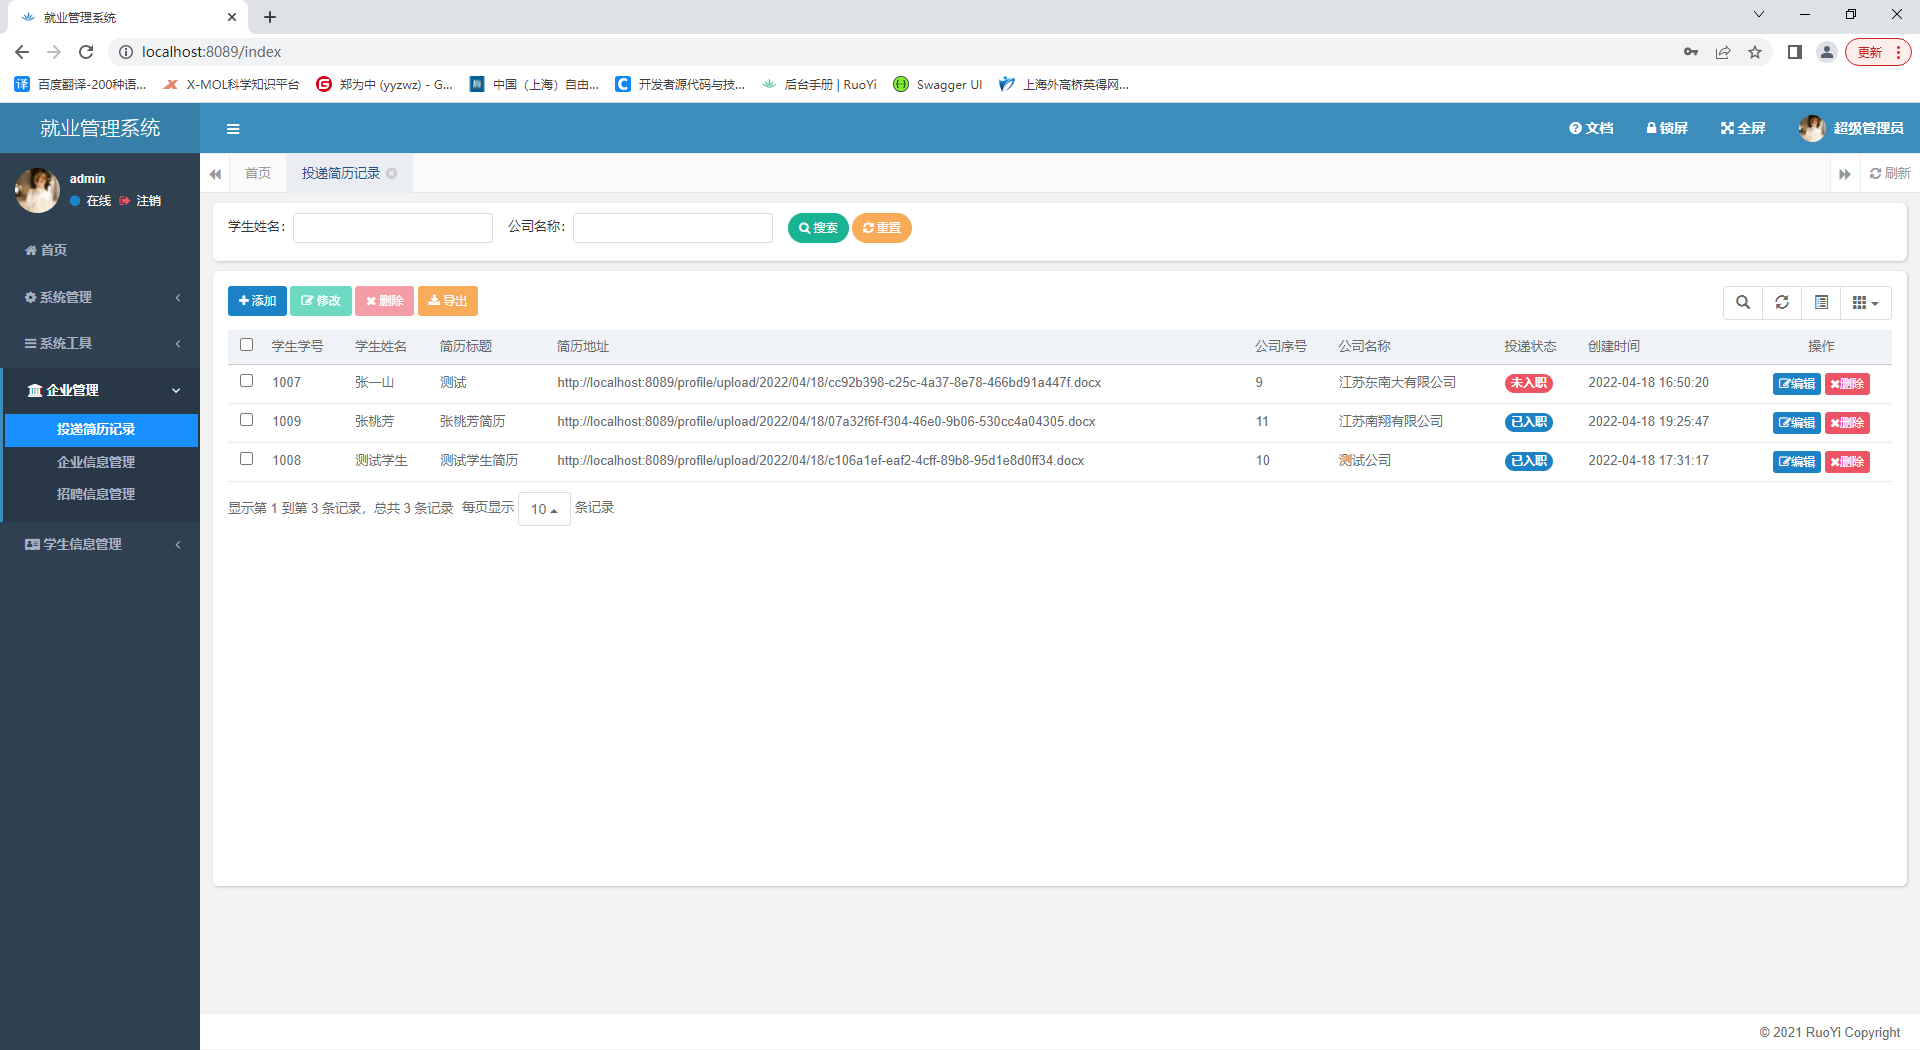 就业管理系统
localhost:8089/index
更新
百度翻译-200种语...
X-MOL科学知识平台
郑为中 (yyzwz) - G...
中国（上海）自由...
开发者源代码与技...
后台手册 | RuoYi
Swagger UI
上海外高桥英得网...
就业管理系统
文档
锁屏
全屏
超级管理员
admin
在线 注销
首页
投递简历记录
刷新
首页
系统管理
系统工具
企业管理
投递简历记录
企业信息管理
招聘信息管理
学生信息管理
学生姓名：
公司名称：
搜索
重置
添加
修改
删除
导出
学生学号 学生姓名 简历标题 简历地址 公司序号 公司名称 投递状态 创建时间 操作
1007 张一山 测试 http://localhost:8089/profile/upload/2022/04/18/cc92b398-c25c-4a37-8e78-466bd91a447f.docx 9 江苏东南大有限公司 未入职 2022-04-18 16:50:20 编辑 删除
1009 张桃芳 张桃芳简历 http://localhost:8089/profile/upload/2022/04/18/07a32f6f-f304-46e0-9b06-530cc4a04305.docx 11 江苏南翔有限公司 已入职 2022-04-18 19:25:47 编辑 删除
1008 测试学生 测试学生简历 http://localhost:8089/profile/upload/2022/04/18/c106a1ef-eaf2-4cff-89b8-95d1e8d0ff34.docx 10 测试公司 已入职 2022-04-18 17:31:17 编辑 删除
显示第 1 到第 3 条记录，总共 3 条记录 每页显示 10 条记录
© 2021 RuoYi Copyright